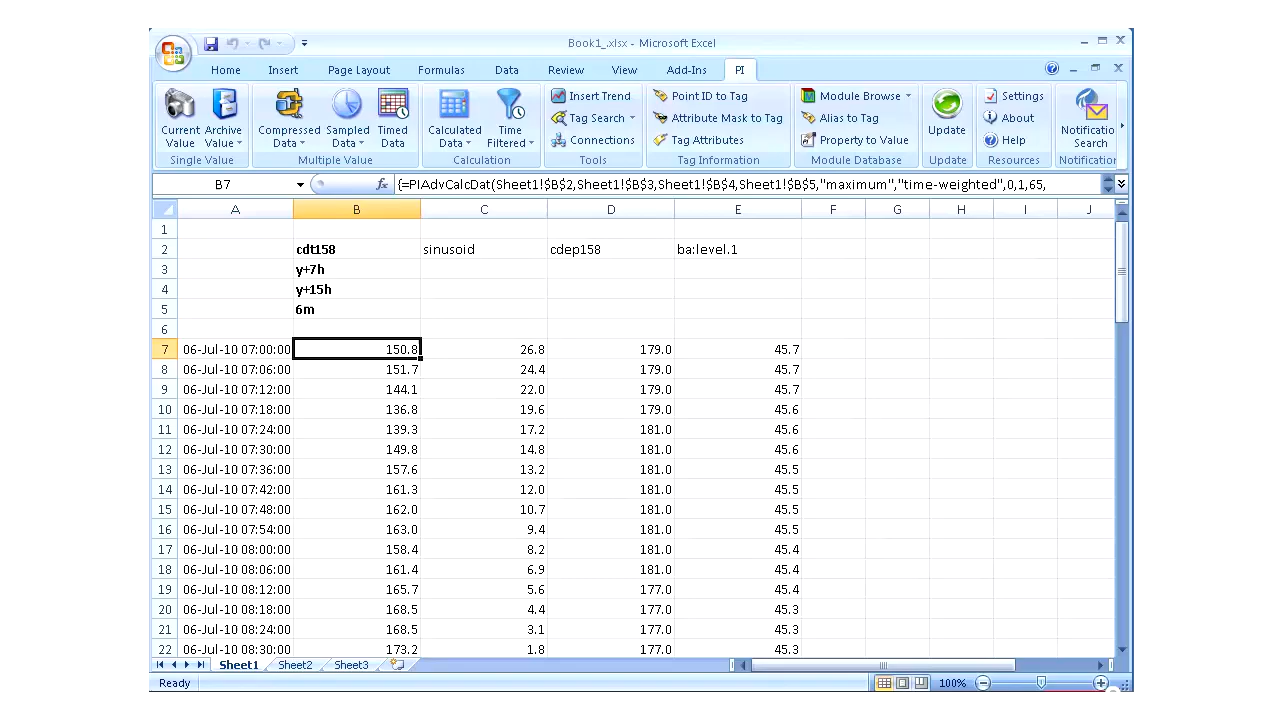 Book1_.xlsx - Microsoft Excel
Home Insert Page Layout Formulas Data Review View Add-Ins PI
Current Value
Archive Value
Compressed Data
Sampled Data
Timed Data
Calculated Data
Time Filtered
Insert Trend
Tag Search
Connections
Point ID to Tag
Attribute Mask to Tag
Tag Attributes
Module Browse
Alias to Tag
Property to Value
Update
Settings
About
Help
Notificatio
Search
Single Value Multiple Value Calculation Tools Tag Information Module Database Update Resources Notification
B7 fx {=PIAdvCalcDat(Sheet1!$B$2,Sheet1!$B$3,Sheet1!$B$4,Sheet1!$B$5,"maximum","time-weighted",0,1,65,
A B C D E F G H I J
1
2 cdt158 sinusoid cdep158 ba:level.1
3 y+7h
4 y+15h
5 6m
6
7 06-Jul-10 07:00:00 150.8 26.8 179.0 45.7
8 06-Jul-10 07:06:00 151.7 24.4 179.0 45.7
9 06-Jul-10 07:12:00 144.1 22.0 179.0 45.7
10 06-Jul-10 07:18:00 136.8 19.6 179.0 45.6
11 06-Jul-10 07:24:00 139.3 17.2 181.0 45.6
12 06-Jul-10 07:30:00 149.8 14.8 181.0 45.6
13 06-Jul-10 07:36:00 157.6 13.2 181.0 45.5
14 06-Jul-10 07:42:00 161.3 12.0 181.0 45.5
15 06-Jul-10 07:48:00 162.0 10.7 181.0 45.5
16 06-Jul-10 07:54:00 163.0 9.4 181.0 45.5
17 06-Jul-10 08:00:00 158.4 8.2 181.0 45.4
18 06-Jul-10 08:06:00 161.4 6.9 181.0 45.4
19 06-Jul-10 08:12:00 165.7 5.6 177.0 45.4
20 06-Jul-10 08:18:00 168.5 4.4 177.0 45.3
21 06-Jul-10 08:24:00 168.5 3.1 177.0 45.3
22 06-Jul-10 08:30:00 173.2 1.8 177.0 45.3
Sheet1 Sheet2 Sheet3
Ready 100%